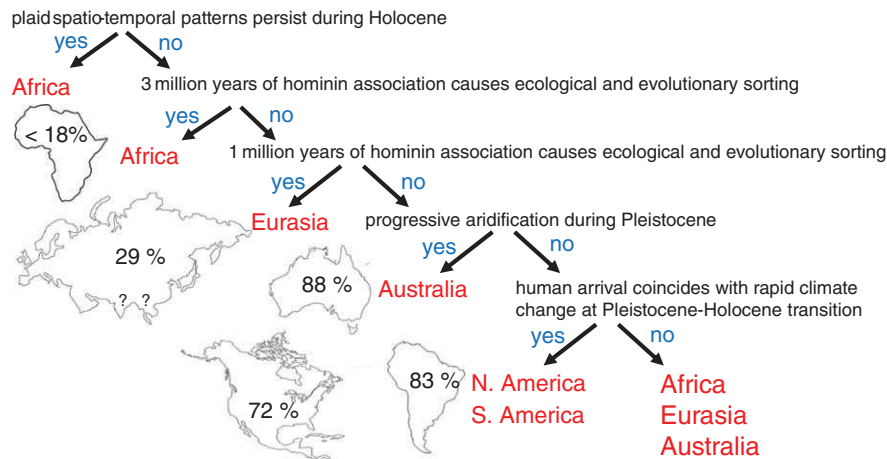 plaid spatio-temporal patterns persist during Holocene
yes no
Africa
3 million years of hominin association causes ecological and evolutionary sorting
< 18%
yes no
Africa
1 million years of hominin association causes ecological and evolutionary sorting
yes no
Eurasia
progressive aridification during Pleistocene
29 %
? ?
yes no
88 %
Australia
human arrival coincides with rapid climate
change at Pleistocene-Holocene transition
yes no
72 %
83 %
N. America
S. America
Africa
Eurasia
Australia